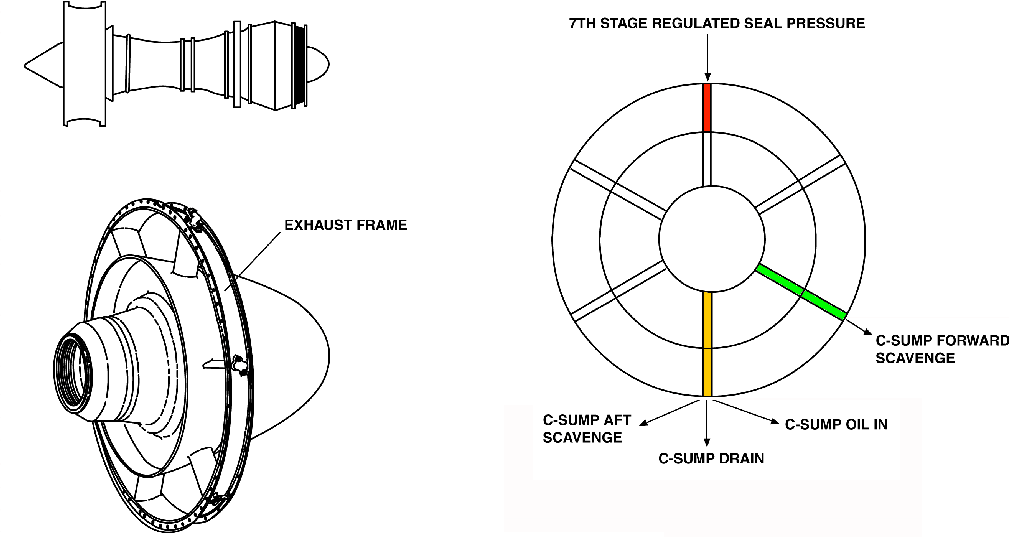 7TH STAGE REGULATED SEAL PRESSURE
EXHAUST FRAME
C-SUMP FORWARD
SCAVENGE
C-SUMP AFT
SCAVENGE
C-SUMP OIL IN
C-SUMP DRAIN